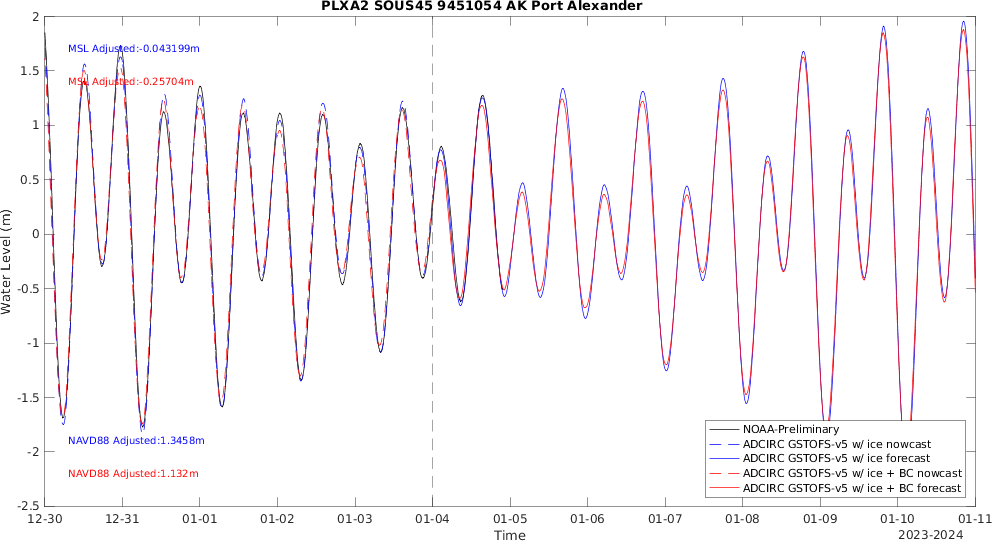 PLXA2 SOUS45 9451054 AK Port Alexander
2
1.5
1
0.5
0
-0.5
-1
-1.5
-2
-2.5
Water Level (m)
MSL Adjusted:-0.043199m
MSL Adjusted:-0.25704m
NAVD88 Adjusted:1.3458m
NAVD88 Adjusted:1.132m
NOAA-Preliminary
ADCIRC GSTOFS-v5 w/ ice nowcast
ADCIRC GSTOFS-v5 w/ ice forecast
ADCIRC GSTOFS-v5 w/ ice + BC nowcast
ADCIRC GSTOFS-v5 w/ ice + BC forecast
12-30 12-31 01-01 01-02 01-03 01-04 01-05 01-06 01-07 01-08 01-09 01-10 01-11
Time
2023-2024